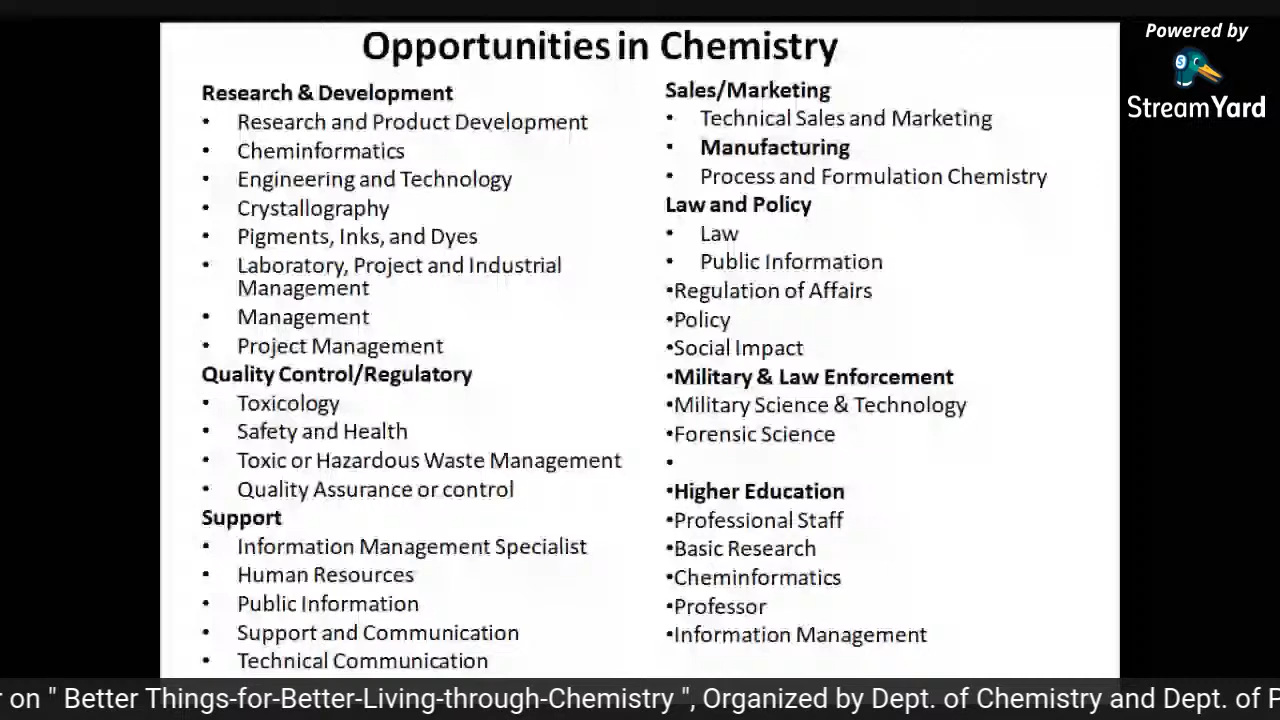 Opportunities in Chemistry
Research & Development
• Research and Product Development
• Cheminformatics
• Engineering and Technology
• Crystallography
• Pigments, Inks, and Dyes
• Laboratory, Project and Industrial
Management
• Management
• Project Management
Quality Control/Regulatory
• Toxicology
• Safety and Health
• Toxic or Hazardous Waste Management
• Quality Assurance or control
Support
• Information Management Specialist
• Human Resources
• Public Information
• Support and Communication
• Technical Communication
Sales/Marketing
• Technical Sales and Marketing
• Manufacturing
• Process and Formulation Chemistry
Law and Policy
• Law
• Public Information
•Regulation of Affairs
•Policy
•Social Impact
•Military & Law Enforcement
•Military Science & Technology
•Forensic Science
•
•Higher Education
•Professional Staff
•Basic Research
•Cheminformatics
•Professor
•Information Management
Powered by
StreamYard
r on " Better Things-for-Better-Living-through-Chemistry ", Organized by Dept. of Chemistry and Dept. of